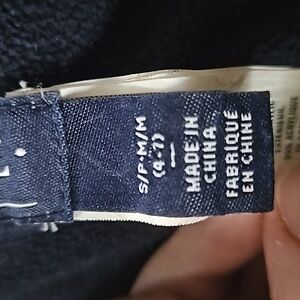 S/P-M/M
(4-7)
MADE IN
CHINA
FABRIQUÉ
EN CHINE